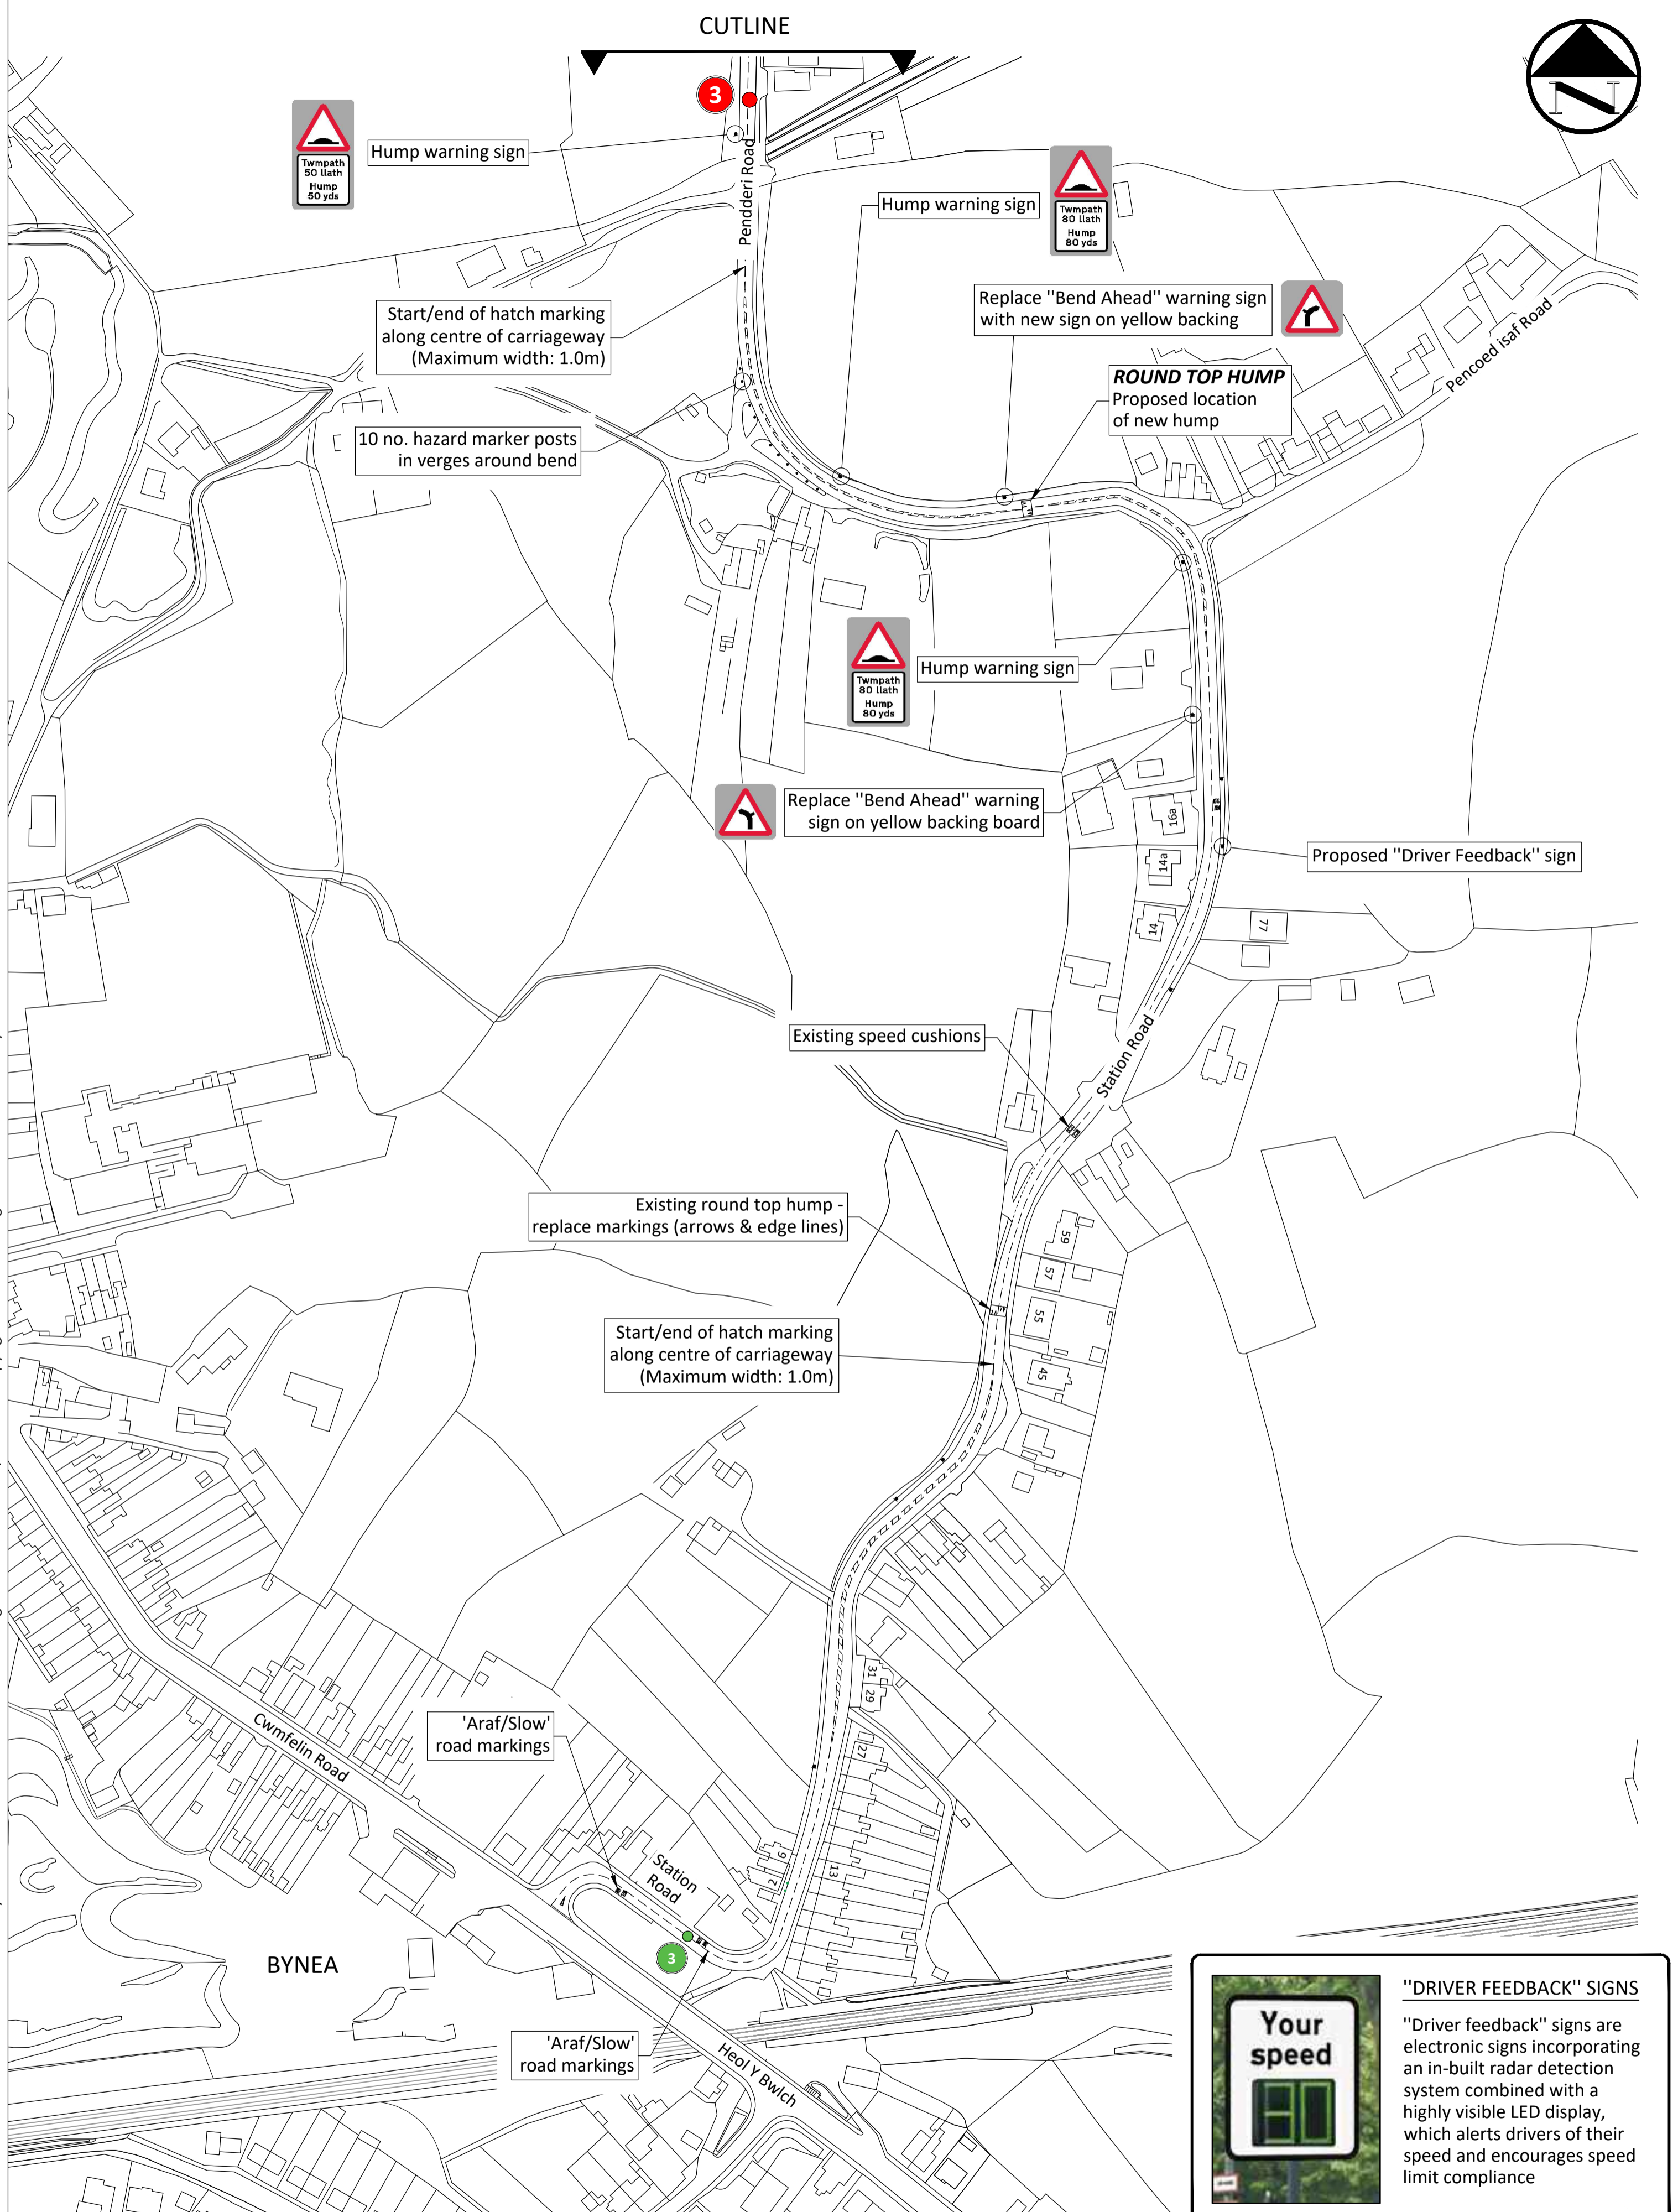 CUTLINE
N
3
Twmpath
50 llath
Hump
50 yds
Hump warning sign
Pendderi Road
Hump warning sign
Twmpath
80 llath
Hump
80 yds
Start/end of hatch marking
along centre of carriageway
(Maximum width: 1.0m)
Replace "Bend Ahead" warning sign
with new sign on yellow backing
Pencoed isaf Road
ROUND TOP HUMP
Proposed location
of new hump
10 no. hazard marker posts
in verges around bend
Twmpath
80 llath
Hump
80 yds
Hump warning sign
Replace "Bend Ahead" warning
sign on yellow backing board
16a
14a
14
77
Proposed "Driver Feedback" sign
Existing speed cushions
Station Road
Existing round top hump -
replace markings (arrows & edge lines)
59
57
55
45
Start/end of hatch marking
along centre of carriageway
(Maximum width: 1.0m)
31
29
27
13
9
2
Cwmfelin Road
'Araf/Slow'
road markings
Station
Road
3
BYNEA
'Araf/Slow'
road markings
Heol Y Bwlch
Your
speed
30
"DRIVER FEEDBACK" SIGNS
"Driver feedback" signs are
electronic signs incorporating
an in-built radar detection
system combined with a
highly visible LED display,
which alerts drivers of their
speed and encourages speed
limit compliance